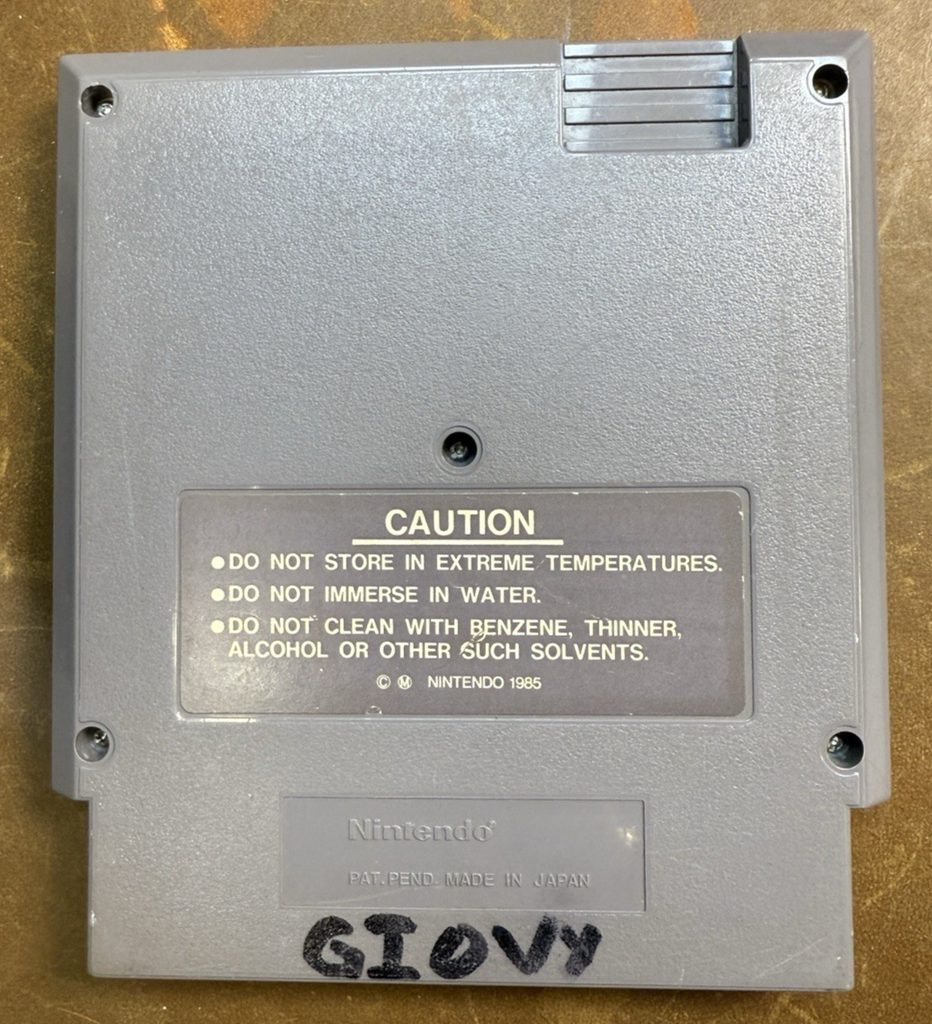 CAUTION
●DO NOT STORE IN EXTREME TEMPERATURES.
●DO NOT IMMERSE IN WATER.
●DO NOT CLEAN WITH BENZENE, THINNER,
ALCOHOL OR OTHER SUCH SOLVENTS.
© Ⓜ NINTENDO 1985
Nintendo®
PAT.PEND. MADE IN JAPAN
GIOVY